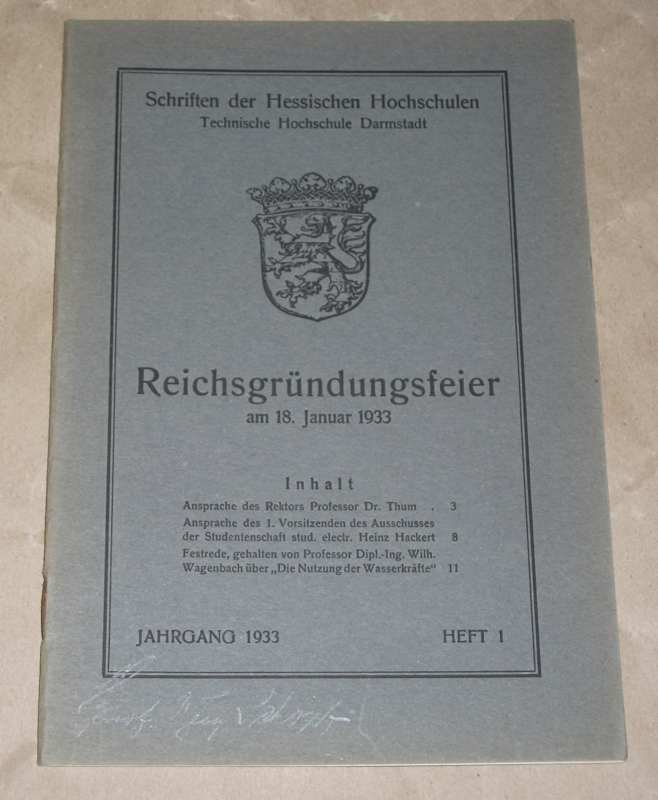 Schriften der Hessischen Hochschulen
Technische Hochschule Darmstadt
Reichsgründungsfeier
am 18. Januar 1933
Inhalt
Ansprache des Rektors Professor Dr. Thum . 3
Ansprache des 1. Vorsitzenden des Ausschusses
der Studentenschaft stud. electr. Heinz Hackert 8
Festrede, gehalten von Professor Dipl.-Ing. Wilh.
Wagenbach über „Die Nutzung der Wasserkräfte“ 11
JAHRGANG 1933 HEFT 1